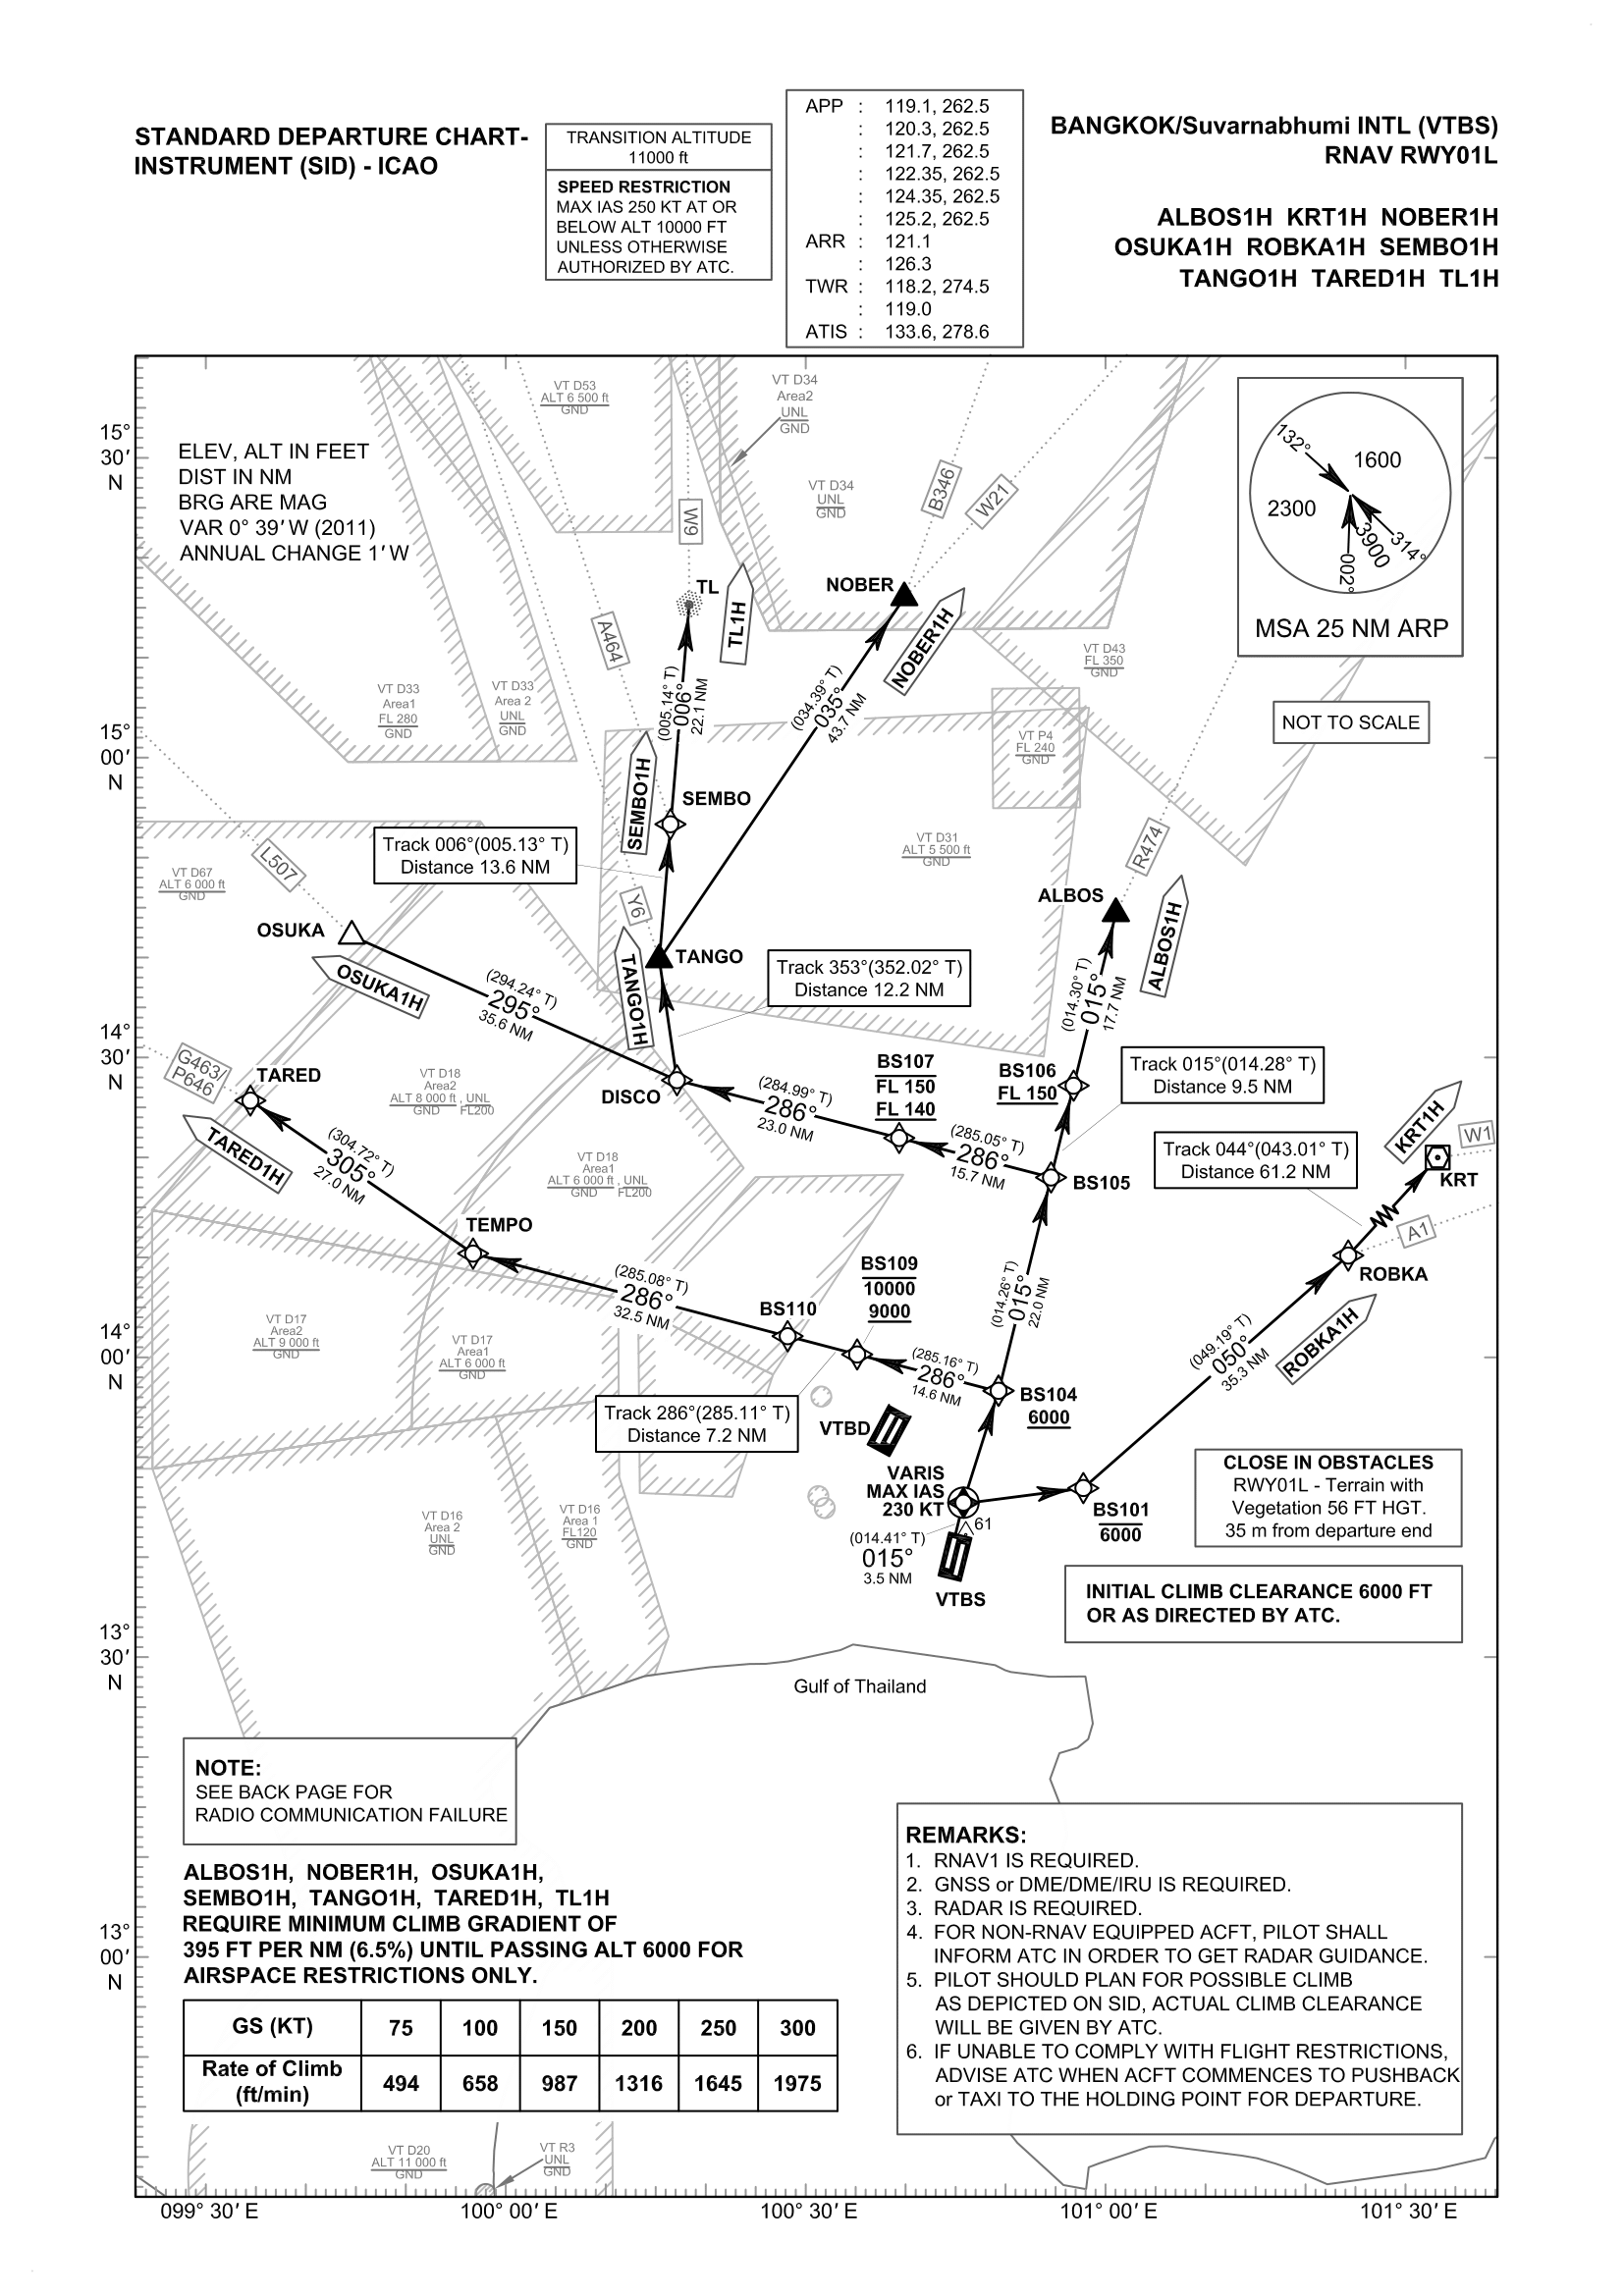 STANDARD DEPARTURE CHART-
INSTRUMENT (SID) - ICAO
TRANSITION ALTITUDE
11000 ft
SPEED RESTRICTION
MAX IAS 250 KT AT OR
BELOW ALT 10000 FT
UNLESS OTHERWISE
AUTHORIZED BY ATC.
APP : 119.1, 262.5
: 120.3, 262.5
: 121.7, 262.5
: 122.35, 262.5
: 124.35, 262.5
: 125.2, 262.5
ARR : 121.1
: 126.3
TWR : 118.2, 274.5
: 119.0
ATIS : 133.6, 278.6
BANGKOK/Suvarnabhumi INTL (VTBS)
RNAV RWY01L
ALBOS1H KRT1H NOBER1H
OSUKA1H ROBKA1H SEMBO1H
TANGO1H TARED1H TL1H
15°
30′
N
ELEV, ALT IN FEET
DIST IN NM
BRG ARE MAG
VAR 0° 39′ W (2011)
ANNUAL CHANGE 1′ W
VT D53
ALT 6 500 ft
GND
VT D34
Area2
UNL
GND
VT D34
UNL
GND
B346
W21
W9
A464
132°
1600
2300
3900
314°
002°
MSA 25 NM ARP
NOT TO SCALE
TL
TL1H
NOBER
NOBER1H
VT D43
FL 350
GND
VT D33
Area1
FL 280
GND
VT D33
Area 2
UNL
GND
(005.14° T)
006°
22.1 NM
(034.39° T)
035°
43.7 NM
VT P4
FL 240
GND
15°
00′
N
SEMBO1H
SEMBO
Track 006°(005.13° T)
Distance 13.6 NM
VT D31
ALT 5 500 ft
GND
R474
L507
VT D67
ALT 6 000 ft
GND
Y6
ALBOS
ALBOS1H
OSUKA
OSUKA1H
TANGO
TANGO1H
Track 353°(352.02° T)
Distance 12.2 NM
(294.24° T)
295°
35.6 NM
(014.30° T)
015°
17.7 NM
14°
30′
N
G463/
P646
TARED
TARED1H
VT D18
Area2
ALT 8 000 ft , UNL
GND FL200
DISCO
(284.99° T)
286°
23.0 NM
BS107
FL 150
FL 140
BS106
FL 150
Track 015°(014.28° T)
Distance 9.5 NM
KRT1H
W1
KRT
Track 044°(043.01° T)
Distance 61.2 NM
(285.05° T)
286°
15.7 NM
BS105
(304.72° T)
305°
27.0 NM
VT D18
Area1
ALT 6 000 ft , UNL
GND FL200
TEMPO
A1
ROBKA
ROBKA1H
(285.08° T)
286°
32.5 NM
BS109
10000
9000
BS110
(014.26° T)
015°
22.0 NM
14°
00′
N
VT D17
Area2
ALT 9 000 ft
GND
VT D17
Area1
ALT 6 000 ft
GND
(285.16° T)
286°
14.6 NM
BS104
6000
(049.19° T)
050°
35.3 NM
Track 286°(285.11° T)
Distance 7.2 NM
VTBD
VARIS
MAX IAS
230 KT
61
BS101
6000
(014.41° T)
015°
3.5 NM
VTBS
CLOSE IN OBSTACLES
RWY01L - Terrain with
Vegetation 56 FT HGT.
35 m from departure end
INITIAL CLIMB CLEARANCE 6000 FT
OR AS DIRECTED BY ATC.
VT D16
Area 2
UNL
GND
VT D16
Area 1
FL120
GND
13°
30′
N
Gulf of Thailand
NOTE:
SEE BACK PAGE FOR
RADIO COMMUNICATION FAILURE
ALBOS1H, NOBER1H, OSUKA1H,
SEMBO1H, TANGO1H, TARED1H, TL1H
REQUIRE MINIMUM CLIMB GRADIENT OF
395 FT PER NM (6.5%) UNTIL PASSING ALT 6000 FOR
AIRSPACE RESTRICTIONS ONLY.
13°
00′
N
GS (KT) 75 100 150 200 250 300
Rate of Climb
(ft/min) 494 658 987 1316 1645 1975
REMARKS:
1. RNAV1 IS REQUIRED.
2. GNSS or DME/DME/IRU IS REQUIRED.
3. RADAR IS REQUIRED.
4. FOR NON-RNAV EQUIPPED ACFT, PILOT SHALL
INFORM ATC IN ORDER TO GET RADAR GUIDANCE.
5. PILOT SHOULD PLAN FOR POSSIBLE CLIMB
AS DEPICTED ON SID, ACTUAL CLIMB CLEARANCE
WILL BE GIVEN BY ATC.
6. IF UNABLE TO COMPLY WITH FLIGHT RESTRICTIONS,
ADVISE ATC WHEN ACFT COMMENCES TO PUSHBACK
or TAXI TO THE HOLDING POINT FOR DEPARTURE.
VT D20
ALT 11 000 ft
GND
VT R3
UNL
GND
099° 30′ E
100° 00′ E
100° 30′ E
101° 00′ E
101° 30′ E